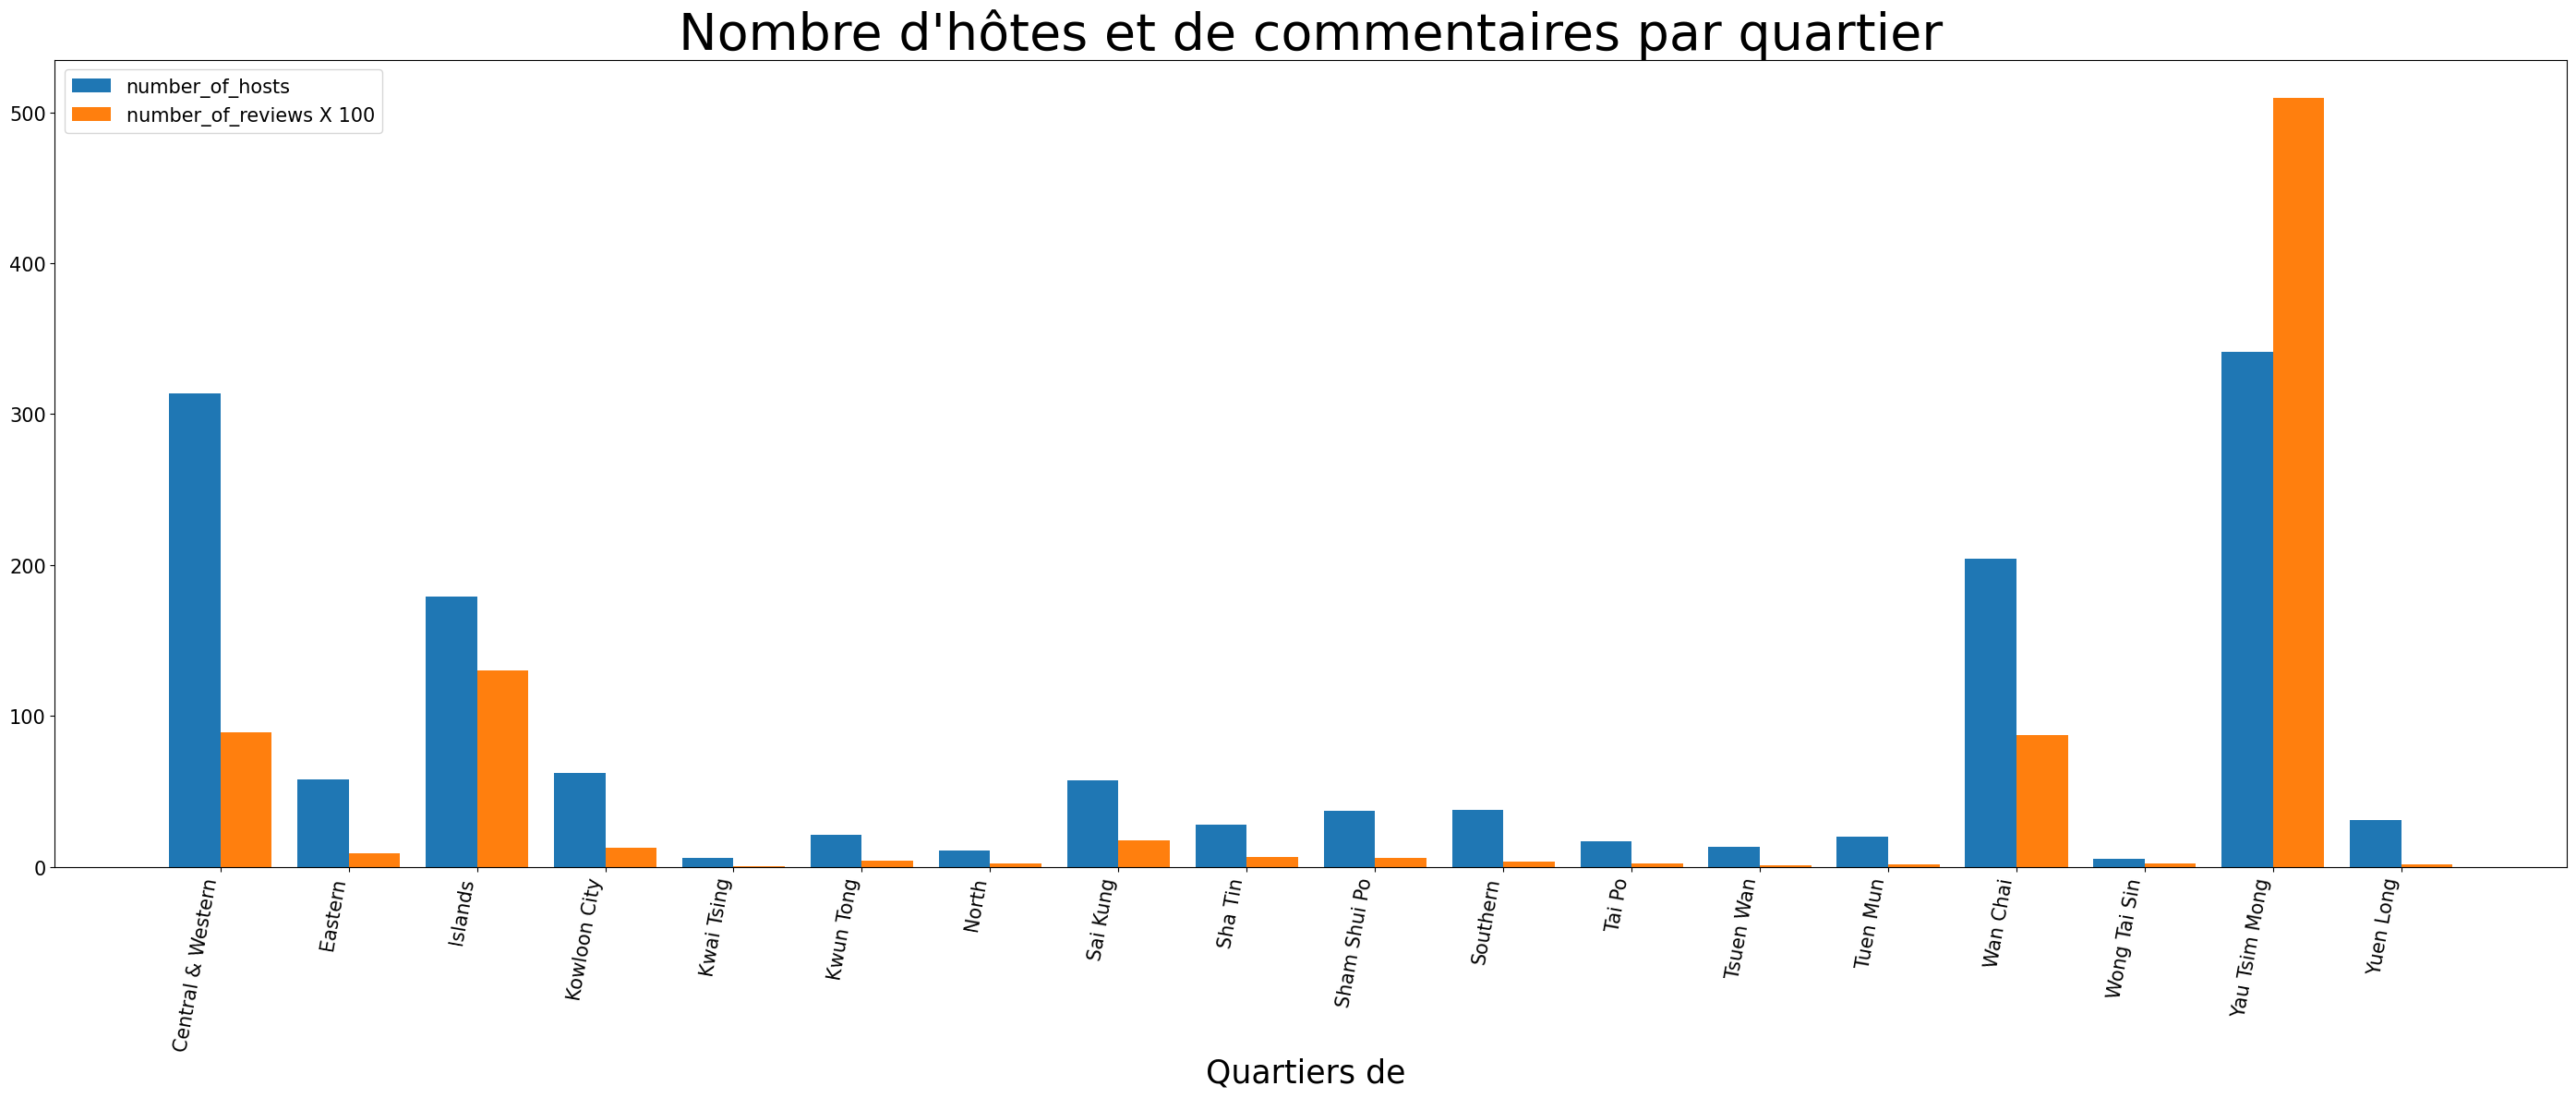 Nombre d'hôtes et de commentaires par quartier
number_of_hosts
number_of_reviews X 100
500
400
300
200
100
0
Central & Western
Eastern
Islands
Kowloon City
Kwai Tsing
Kwun Tong
North
Sai Kung
Sha Tin
Sham Shui Po
Southern
Tai Po
Tsuen Wan
Tuen Mun
Wan Chai
Wong Tai Sin
Yau Tsim Mong
Yuen Long
Quartiers de